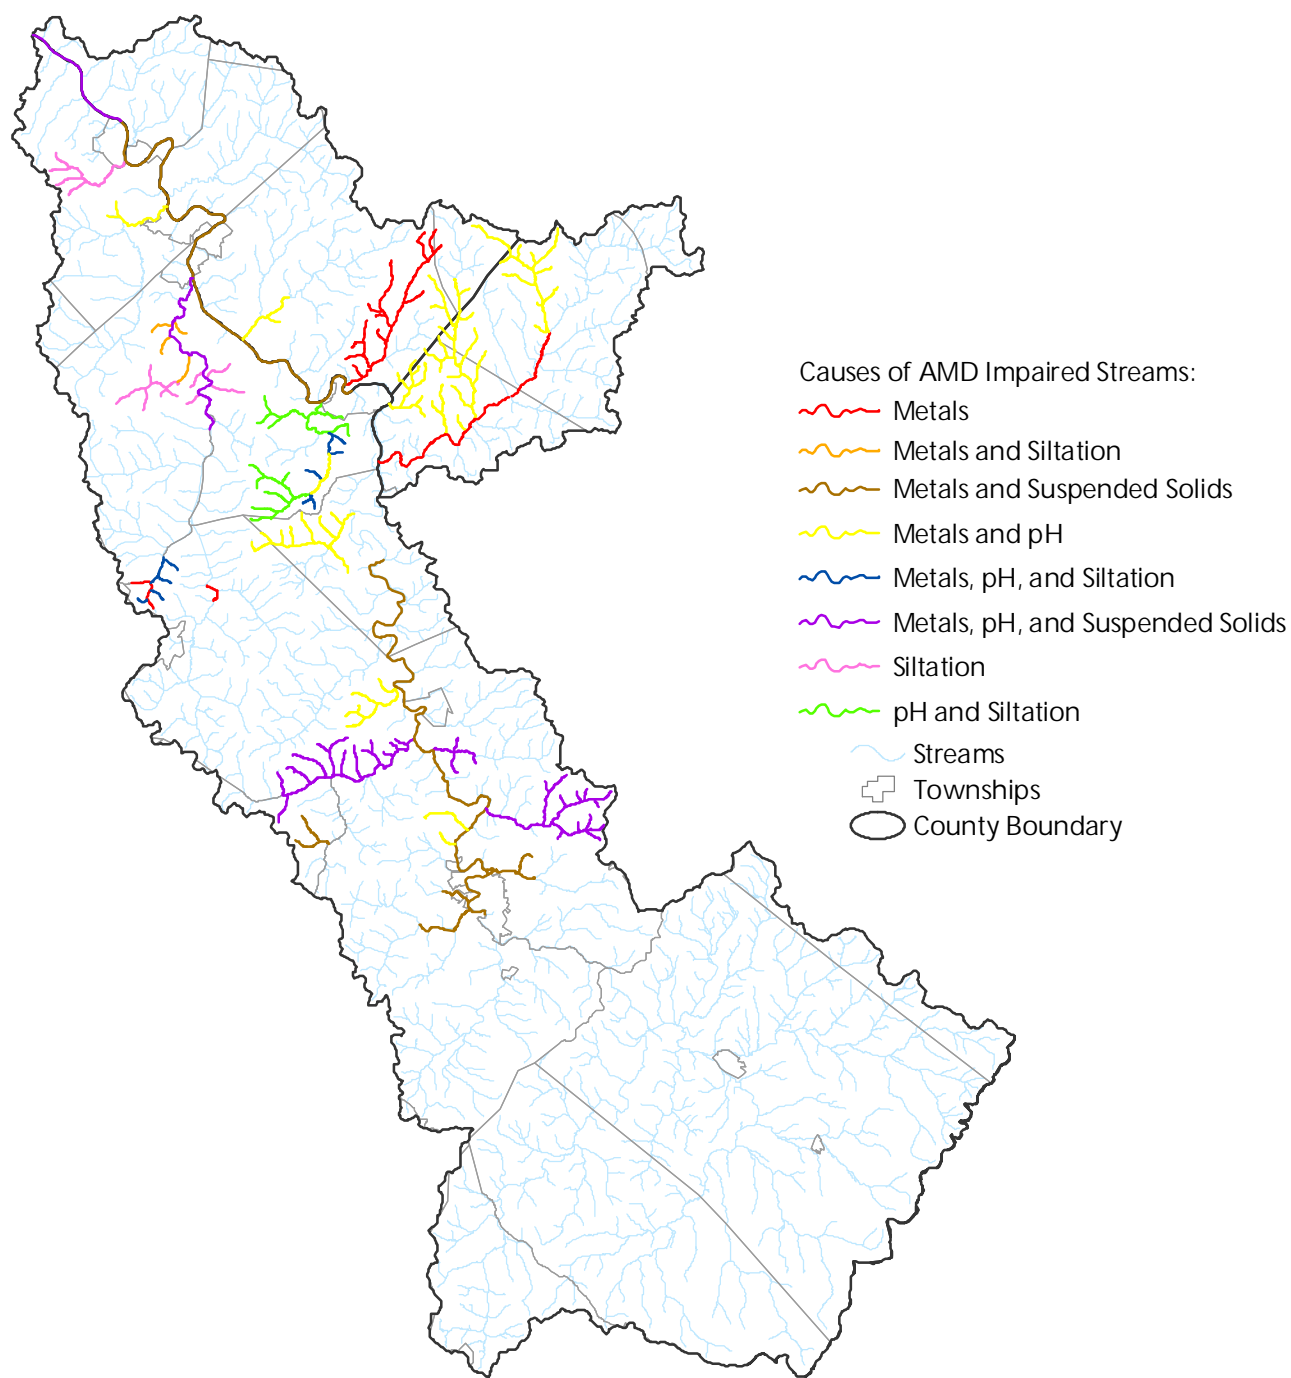 Causes of AMD Impaired Streams:
Metals
Metals and Siltation
Metals and Suspended Solids
Metals and pH
Metals, pH, and Siltation
Metals, pH, and Suspended Solids
Siltation
pH and Siltation
Streams
Townships
County Boundary